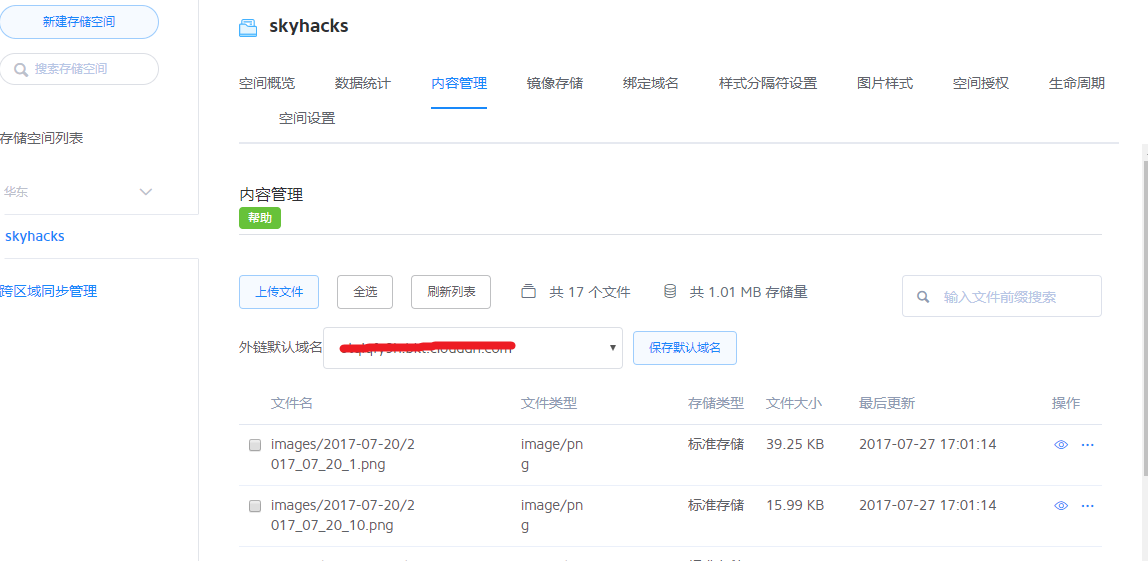 新建存储空间
搜索存储空间
存储空间列表
华东
skyhacks
跨区域同步管理
skyhacks
空间概览 数据统计 内容管理 镜像存储 绑定域名 样式分隔符设置 图片样式 空间授权 生命周期
空间设置
内容管理
帮助
上传文件 全选 刷新列表 共 17 个文件 共 1.01 MB 存储量 输入文件前缀搜索
外链默认域名 保存默认域名
文件名 文件类型 存储类型 文件大小 最后更新 操作
images/2017-07-20/2 image/pn 标准存储 39.25 KB 2017-07-27 17:01:14
017_07_20_1.png g
images/2017-07-20/2 image/pn 标准存储 15.99 KB 2017-07-27 17:01:14
017_07_20_10.png g